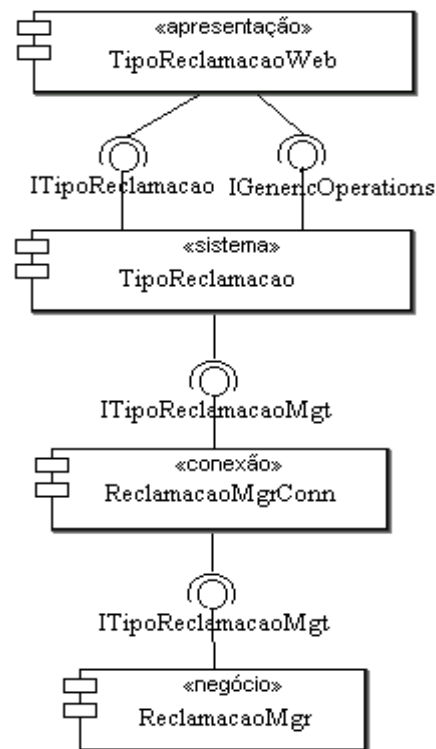 «apresentação»
TipoReclamacaoWeb
ITipoReclamacao IGenericOperations
«sistema»
TipoReclamacao
ITipoReclamacaoMgt
«conexão»
ReclamacaoMgrConn
ITipoReclamacaoMgt
«negócio»
ReclamacaoMgr